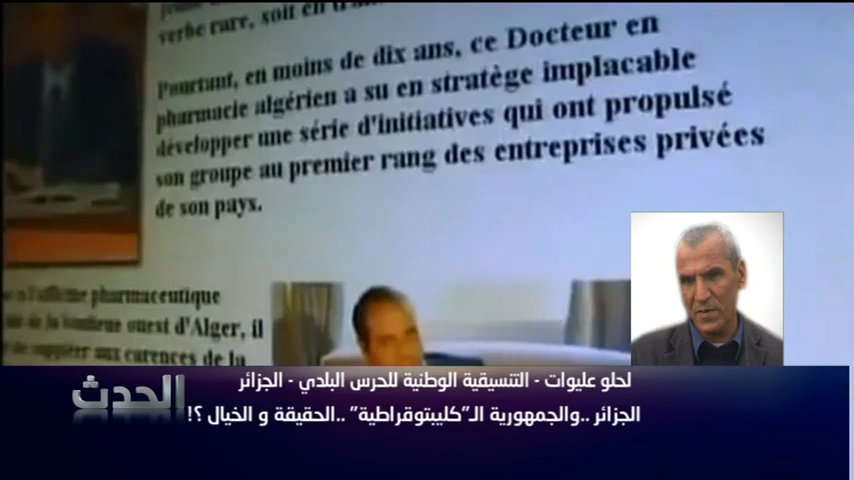 verbe rare, soit en
Pourtant, en moins de dix ans, ce Docteur en
pharmacie algérien a su en stratège implacable
développer une série d'initiatives qui ont propulsé
son groupe au premier rang des entreprises privées
de son pays.
l'affilme pharmaceutique
de la banlieue ouest d'Alger, il
de suppléer aux carences de la
الحدث
لحلو عليوات - التنسيقية الوطنية للحرس البلدي - الجزائر
الجزائر ..والجمهورية الـ"كليبتوقراطية" ..الحقيقة و الخيال ؟!